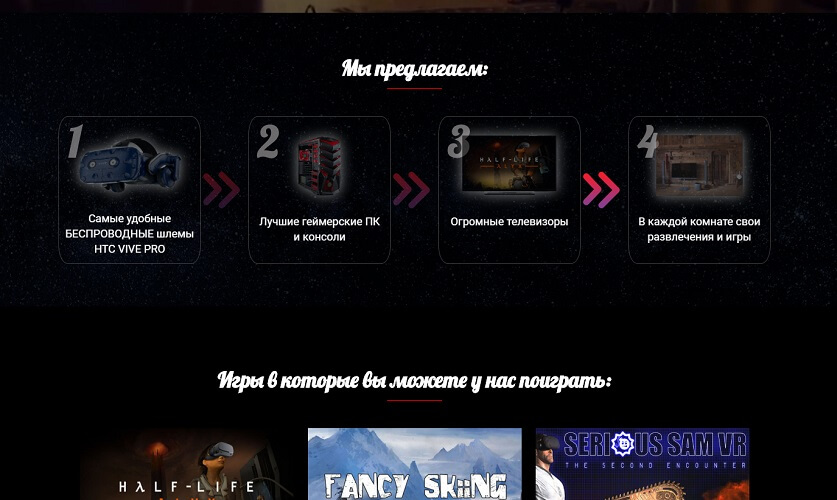 Мы предлагаем:
1
Самые удобные
БЕСПРОВОДНЫЕ шлемы
HTC VIVE PRO
2
Лучшие геймерские ПК
и консоли
3
HΛLF-LIFE
Огромные телевизоры
4
В каждой комнате свои
развлечения и игры
Игры в которые вы можете у нас поиграть:
HλLF-LIFE
FANCY SKiiNG
SERIOUS SAM VR
THE SECOND ENCOUNTER